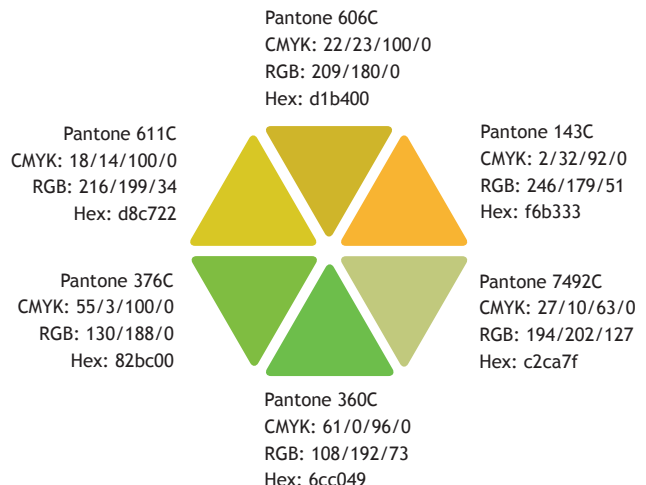 Pantone 606C
CMYK: 22/23/100/0
RGB: 209/180/0
Hex: d1b400
Pantone 611C
CMYK: 18/14/100/0
RGB: 216/199/34
Hex: d8c722
Pantone 143C
CMYK: 2/32/92/0
RGB: 246/179/51
Hex: f6b333
Pantone 376C
CMYK: 55/3/100/0
RGB: 130/188/0
Hex: 82bc00
Pantone 7492C
CMYK: 27/10/63/0
RGB: 194/202/127
Hex: c2ca7f
Pantone 360C
CMYK: 61/0/96/0
RGB: 108/192/73
Hex: 6cc049